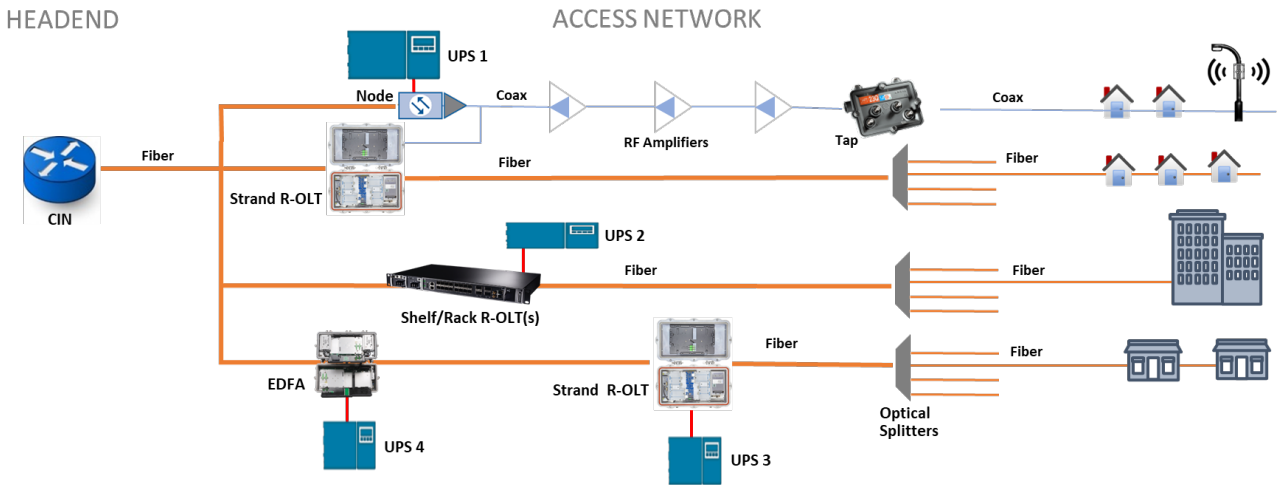 HEADEND
ACCESS NETWORK
UPS 1
Node
Coax
RF Amplifiers
Tap
Coax
CIN
Fiber
Strand R-OLT
Fiber
Fiber
UPS 2
Shelf/Rack R-OLT(s)
Fiber
Fiber
EDFA
UPS 4
Strand R-OLT
UPS 3
Fiber
Optical
Splitters
Fiber